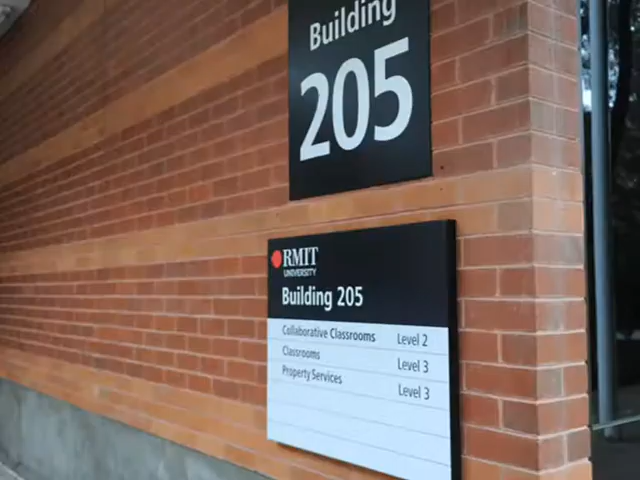 Building
205
RMIT
UNIVERSITY
Building 205
Collaborative Classrooms Level 2
Classrooms Level 3
Property Services Level 3